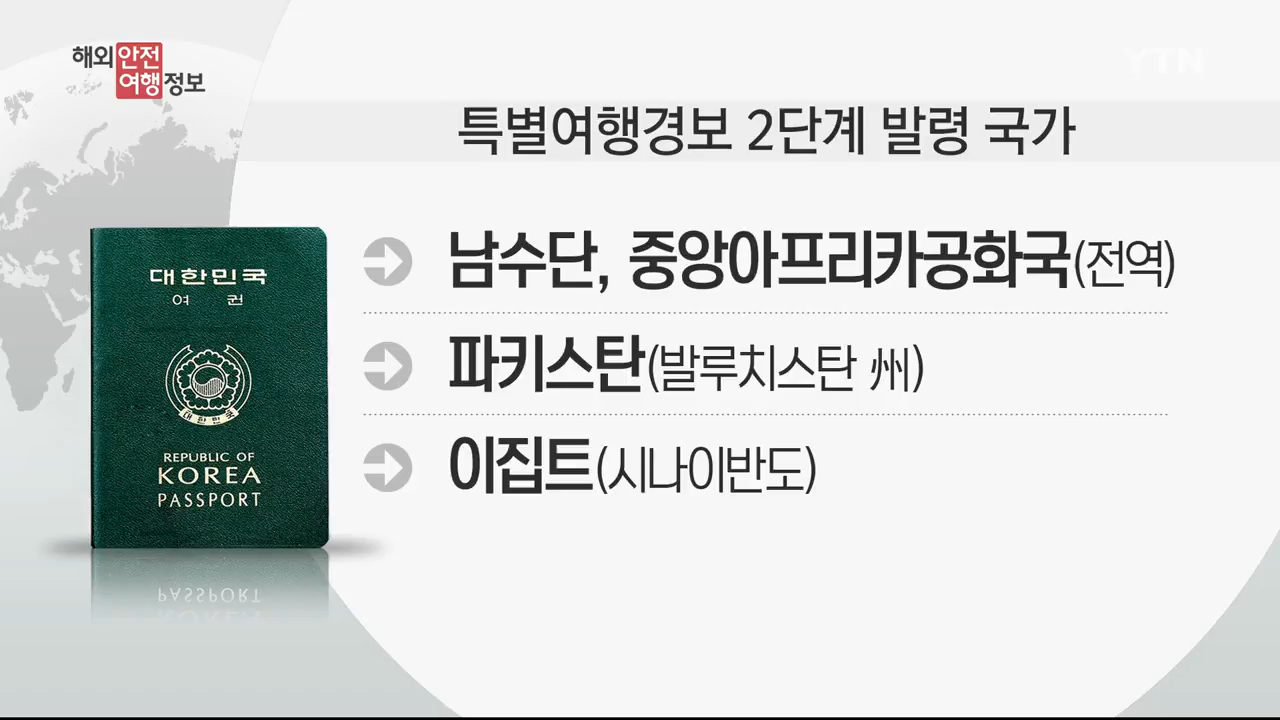 해외안전
여행정보
YTN
특별여행경보 2단계 발령 국가
남수단, 중앙아프리카공화국(전역)
파키스탄(발루치스탄 州)
이집트(시나이반도)
대한민국
여 권
대한민국
REPUBLIC OF
KOREA
PASSPORT